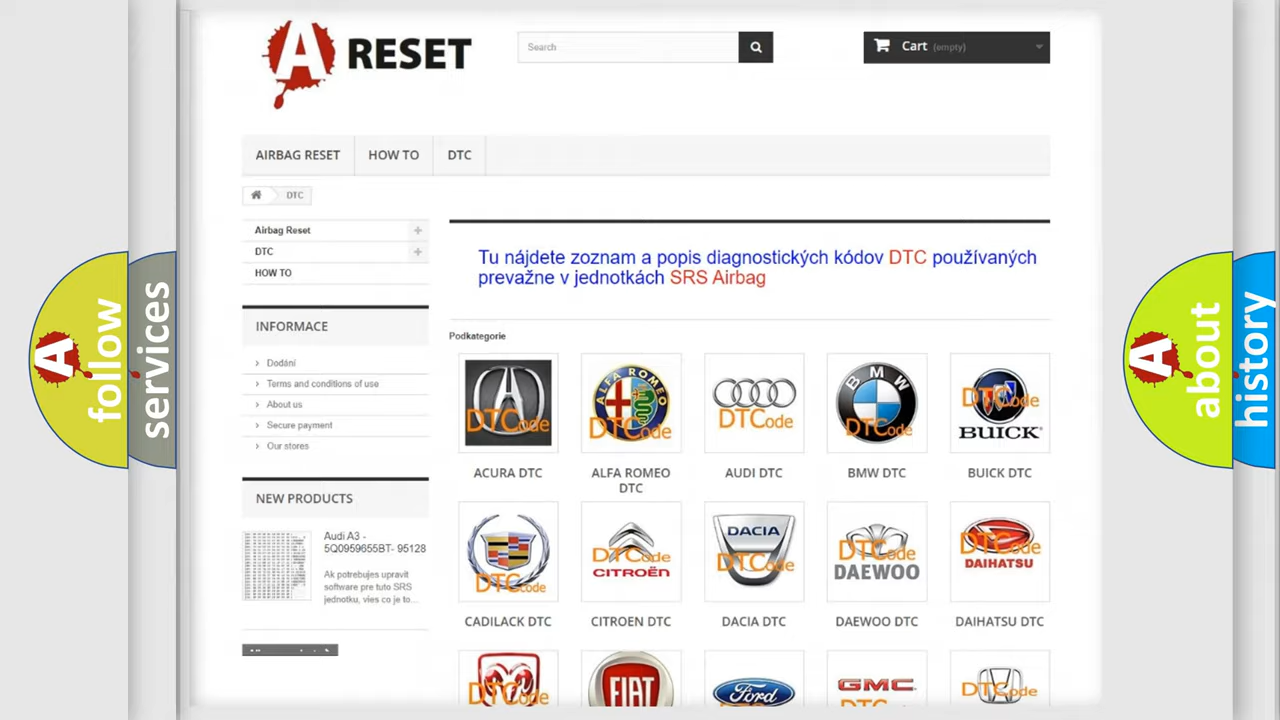 A RESET
Search
Cart (empty)
AIRBAG RESET
HOW TO
DTC
DTC
Airbag Reset
DTC
HOW TO
INFORMACE
Dodání
Terms and conditions of use
About us
Secure payment
Our stores
NEW PRODUCTS
Audi A3 -
5Q0959655BT- 95128
Ak potrebujes upravit
software pre tuto SRS
jednotku, vies co je to...
Tu nájdete zoznam a popis diagnostických kódov DTC používaných
prevažne v jednotkách SRS Airbag
Podkategorie
DTCode
ALFA ROMEO
DTCode
DTCode
BMW
DTCode
DTCode
BUICK
ACURA DTC
ALFA ROMEO
DTC
AUDI DTC
BMW DTC
BUICK DTC
DTCode
DTCode
CITROËN
DACIA
DTCode
DTCode
DAEWOO
DTCode
DAIHATSU
CADILACK DTC
CITROEN DTC
DACIA DTC
DAEWOO DTC
DAIHATSU DTC
DTCode
FIAT
Ford
GMC
DTCode
A follow
services
A about
history